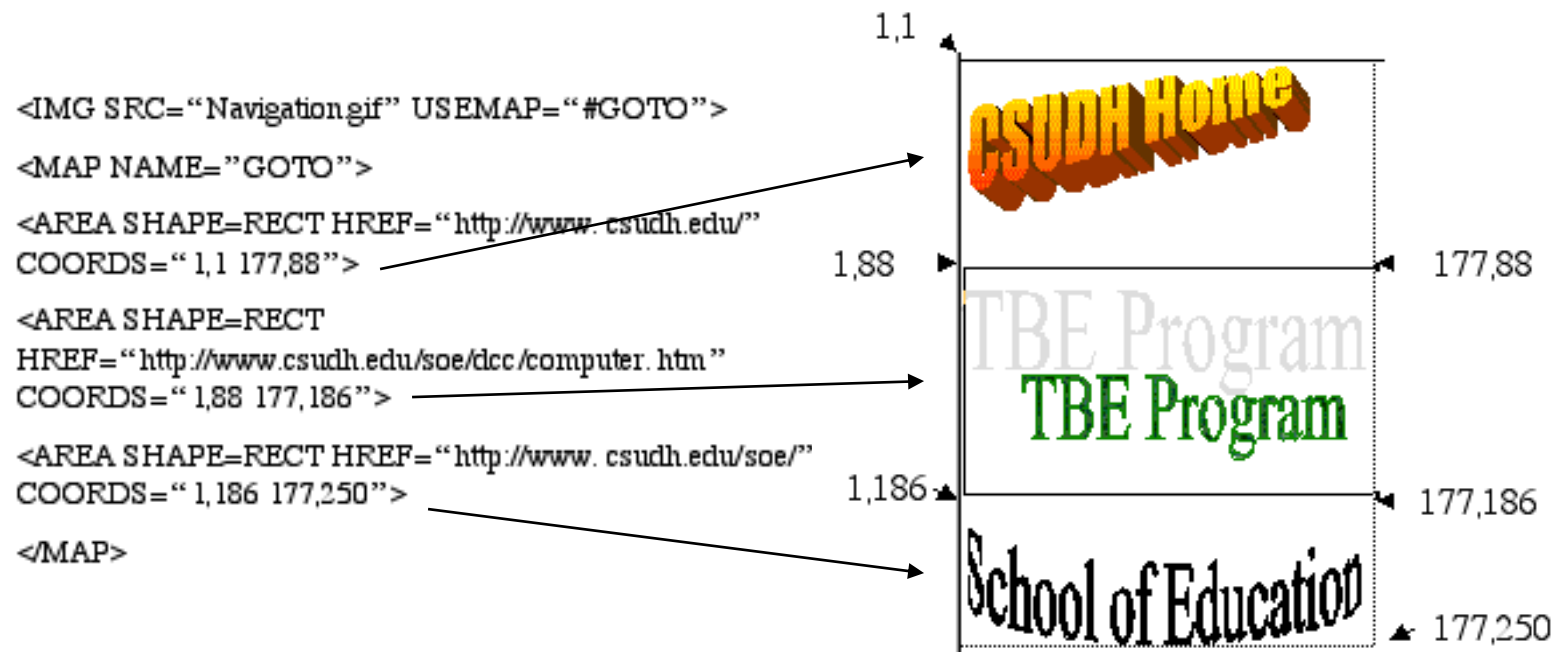 <IMG SRC=“Navigation.gif” USEMAP=“#GOTO”>
<MAP NAME=”GOTO”>
<AREA SHAPE=RECT HREF=“http://www. csudh.edu/”
COORDS=“1,1 177,88”>
<AREA SHAPE=RECT
HREF=“http://www.csudh.edu/soe/dcc/computer. htm”
COORDS=“1,88 177,186”>
<AREA SHAPE=RECT HREF=“http://www. csudh.edu/soe/”
COORDS=“1,186 177,250”>
</MAP>
1,1
CSUDH Home
1,88
177,88
TBE Program
TBE Program
1,186
177,186
School of Education
177,250